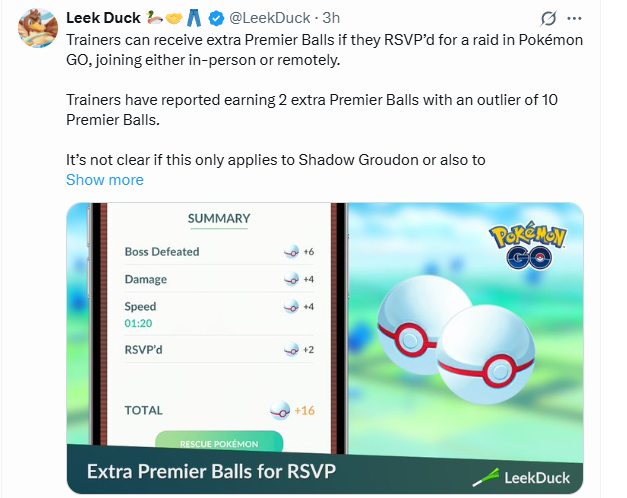 Leek Duck @LeekDuck · 3h
Trainers can receive extra Premier Balls if they RSVP’d for a raid in Pokémon
GO, joining either in-person or remotely.
Trainers have reported earning 2 extra Premier Balls with an outlier of 10
Premier Balls.
It’s not clear if this only applies to Shadow Groudon or also to
Show more
SUMMARY
Boss Defeated +6
Damage +4
Speed +4
01:20
RSVP’d +2
TOTAL +16
RESCUE POKÉMON
POKÉMON
GO
Extra Premier Balls for RSVP
LeekDuck